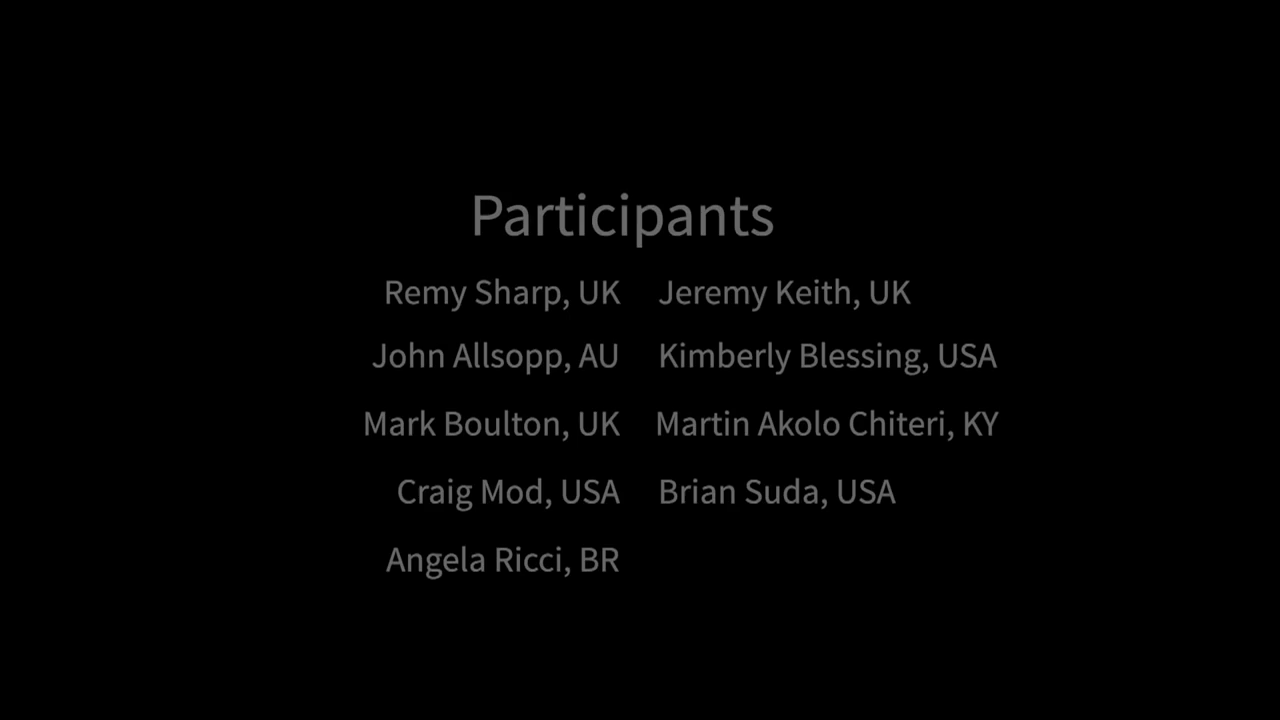 Participants
Remy Sharp, UK Jeremy Keith, UK
John Allsopp, AU Kimberly Blessing, USA
Mark Boulton, UK Martin Akolo Chiteri, KY
Craig Mod, USA Brian Suda, USA
Angela Ricci, BR